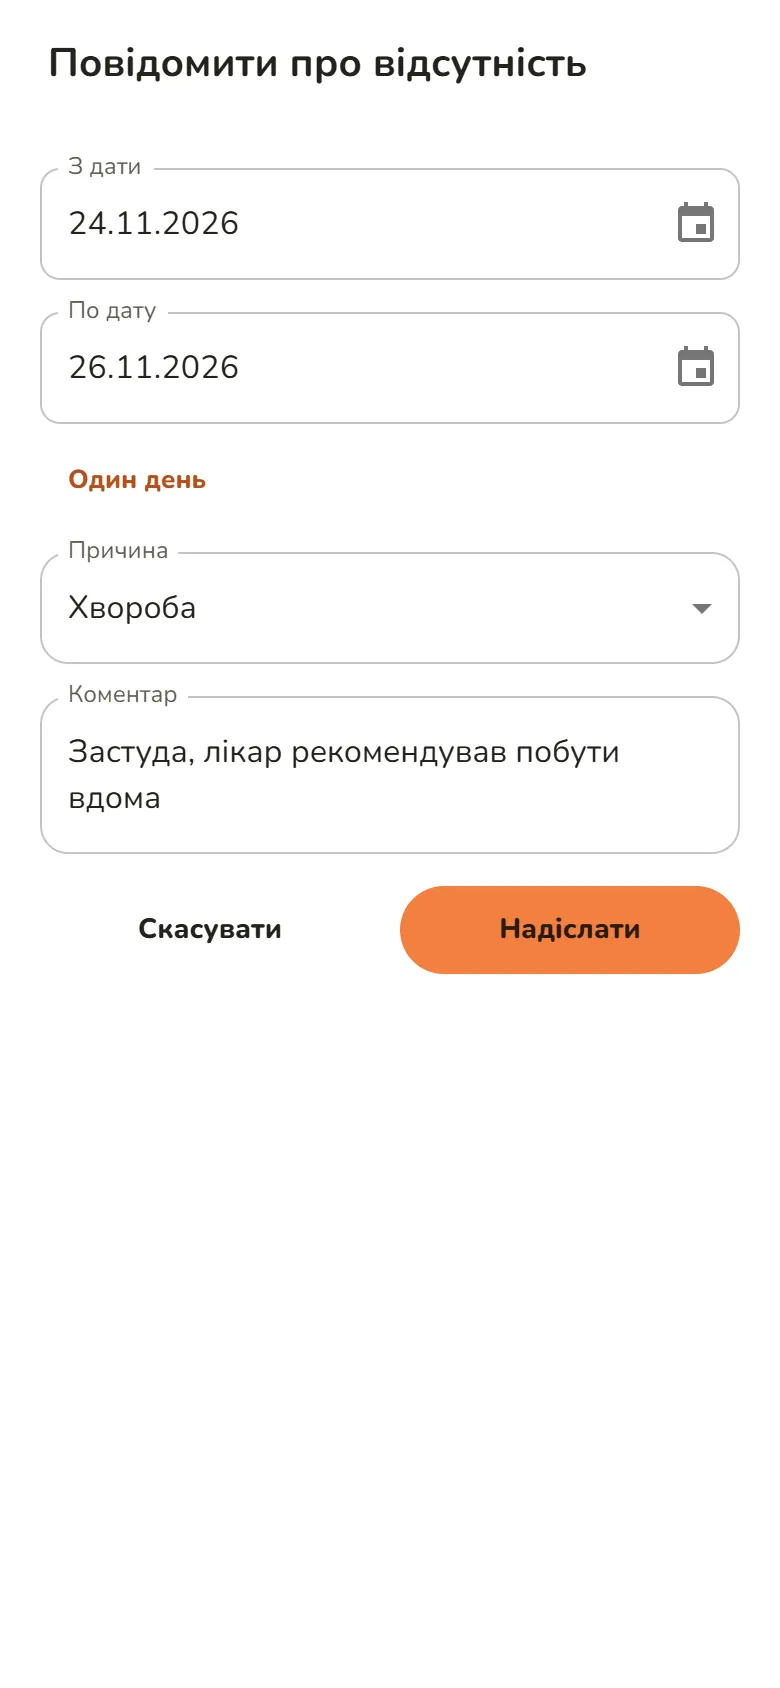 Повідомити про відсутність
З дати
24.11.2026
По дату
26.11.2026
Один день
Причина
Хвороба
Коментар
Застуда, лікар рекомендував побути
вдома
Скасувати
Надіслати